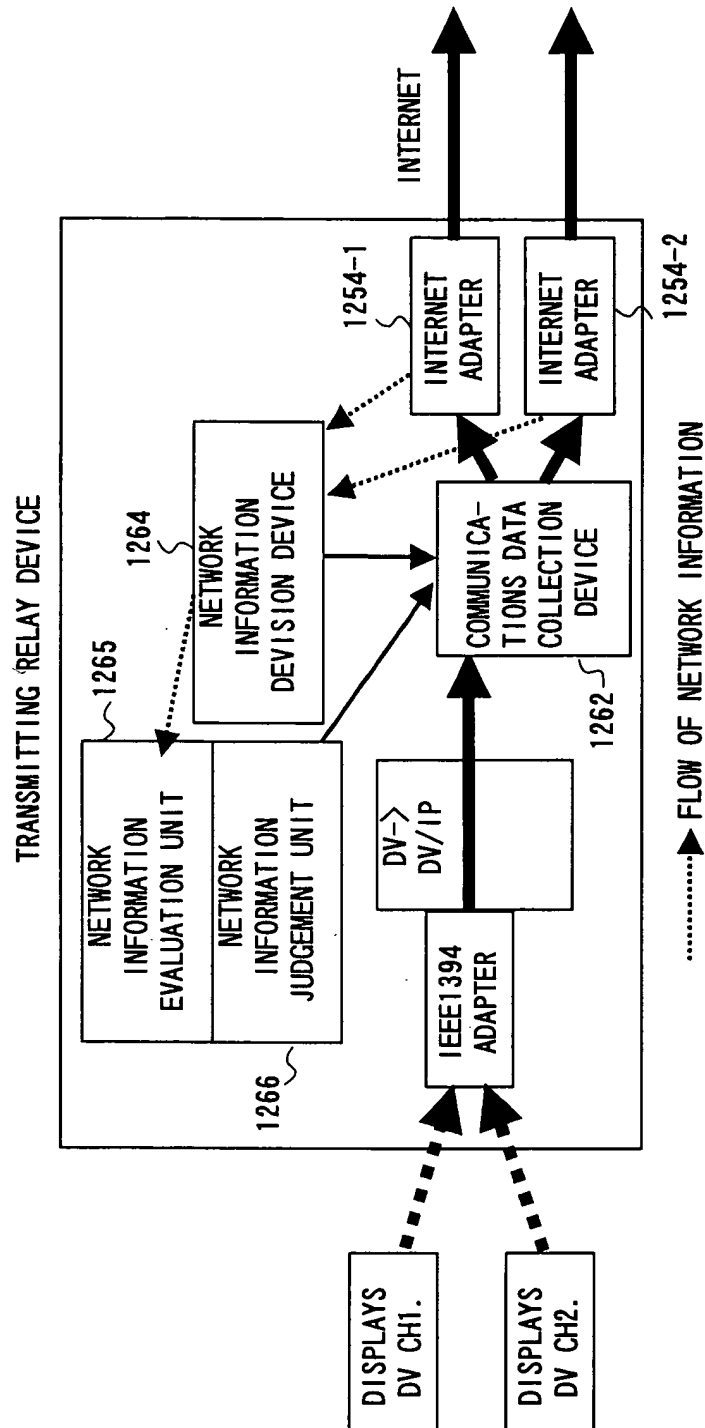 TRANSMITTING RELAY DEVICE
1265
NETWORK
INFORMATION
EVALUATION UNIT
NETWORK
INFORMATION
JUDGEMENT UNIT
1266
1264
NETWORK
INFORMATION
DEVISION DEVICE
1254-1
INTERNET
ADAPTER
INTERNET
INTERNET
ADAPTER
1254-2
COMMUNICA-
TIONS DATA
COLLECTION
DEVICE
1262
DV->
DV/IP
IEEE1394
ADAPTER
DISPLAYS
DV CH1.
DISPLAYS
DV CH2.
FLOW OF NETWORK INFORMATION